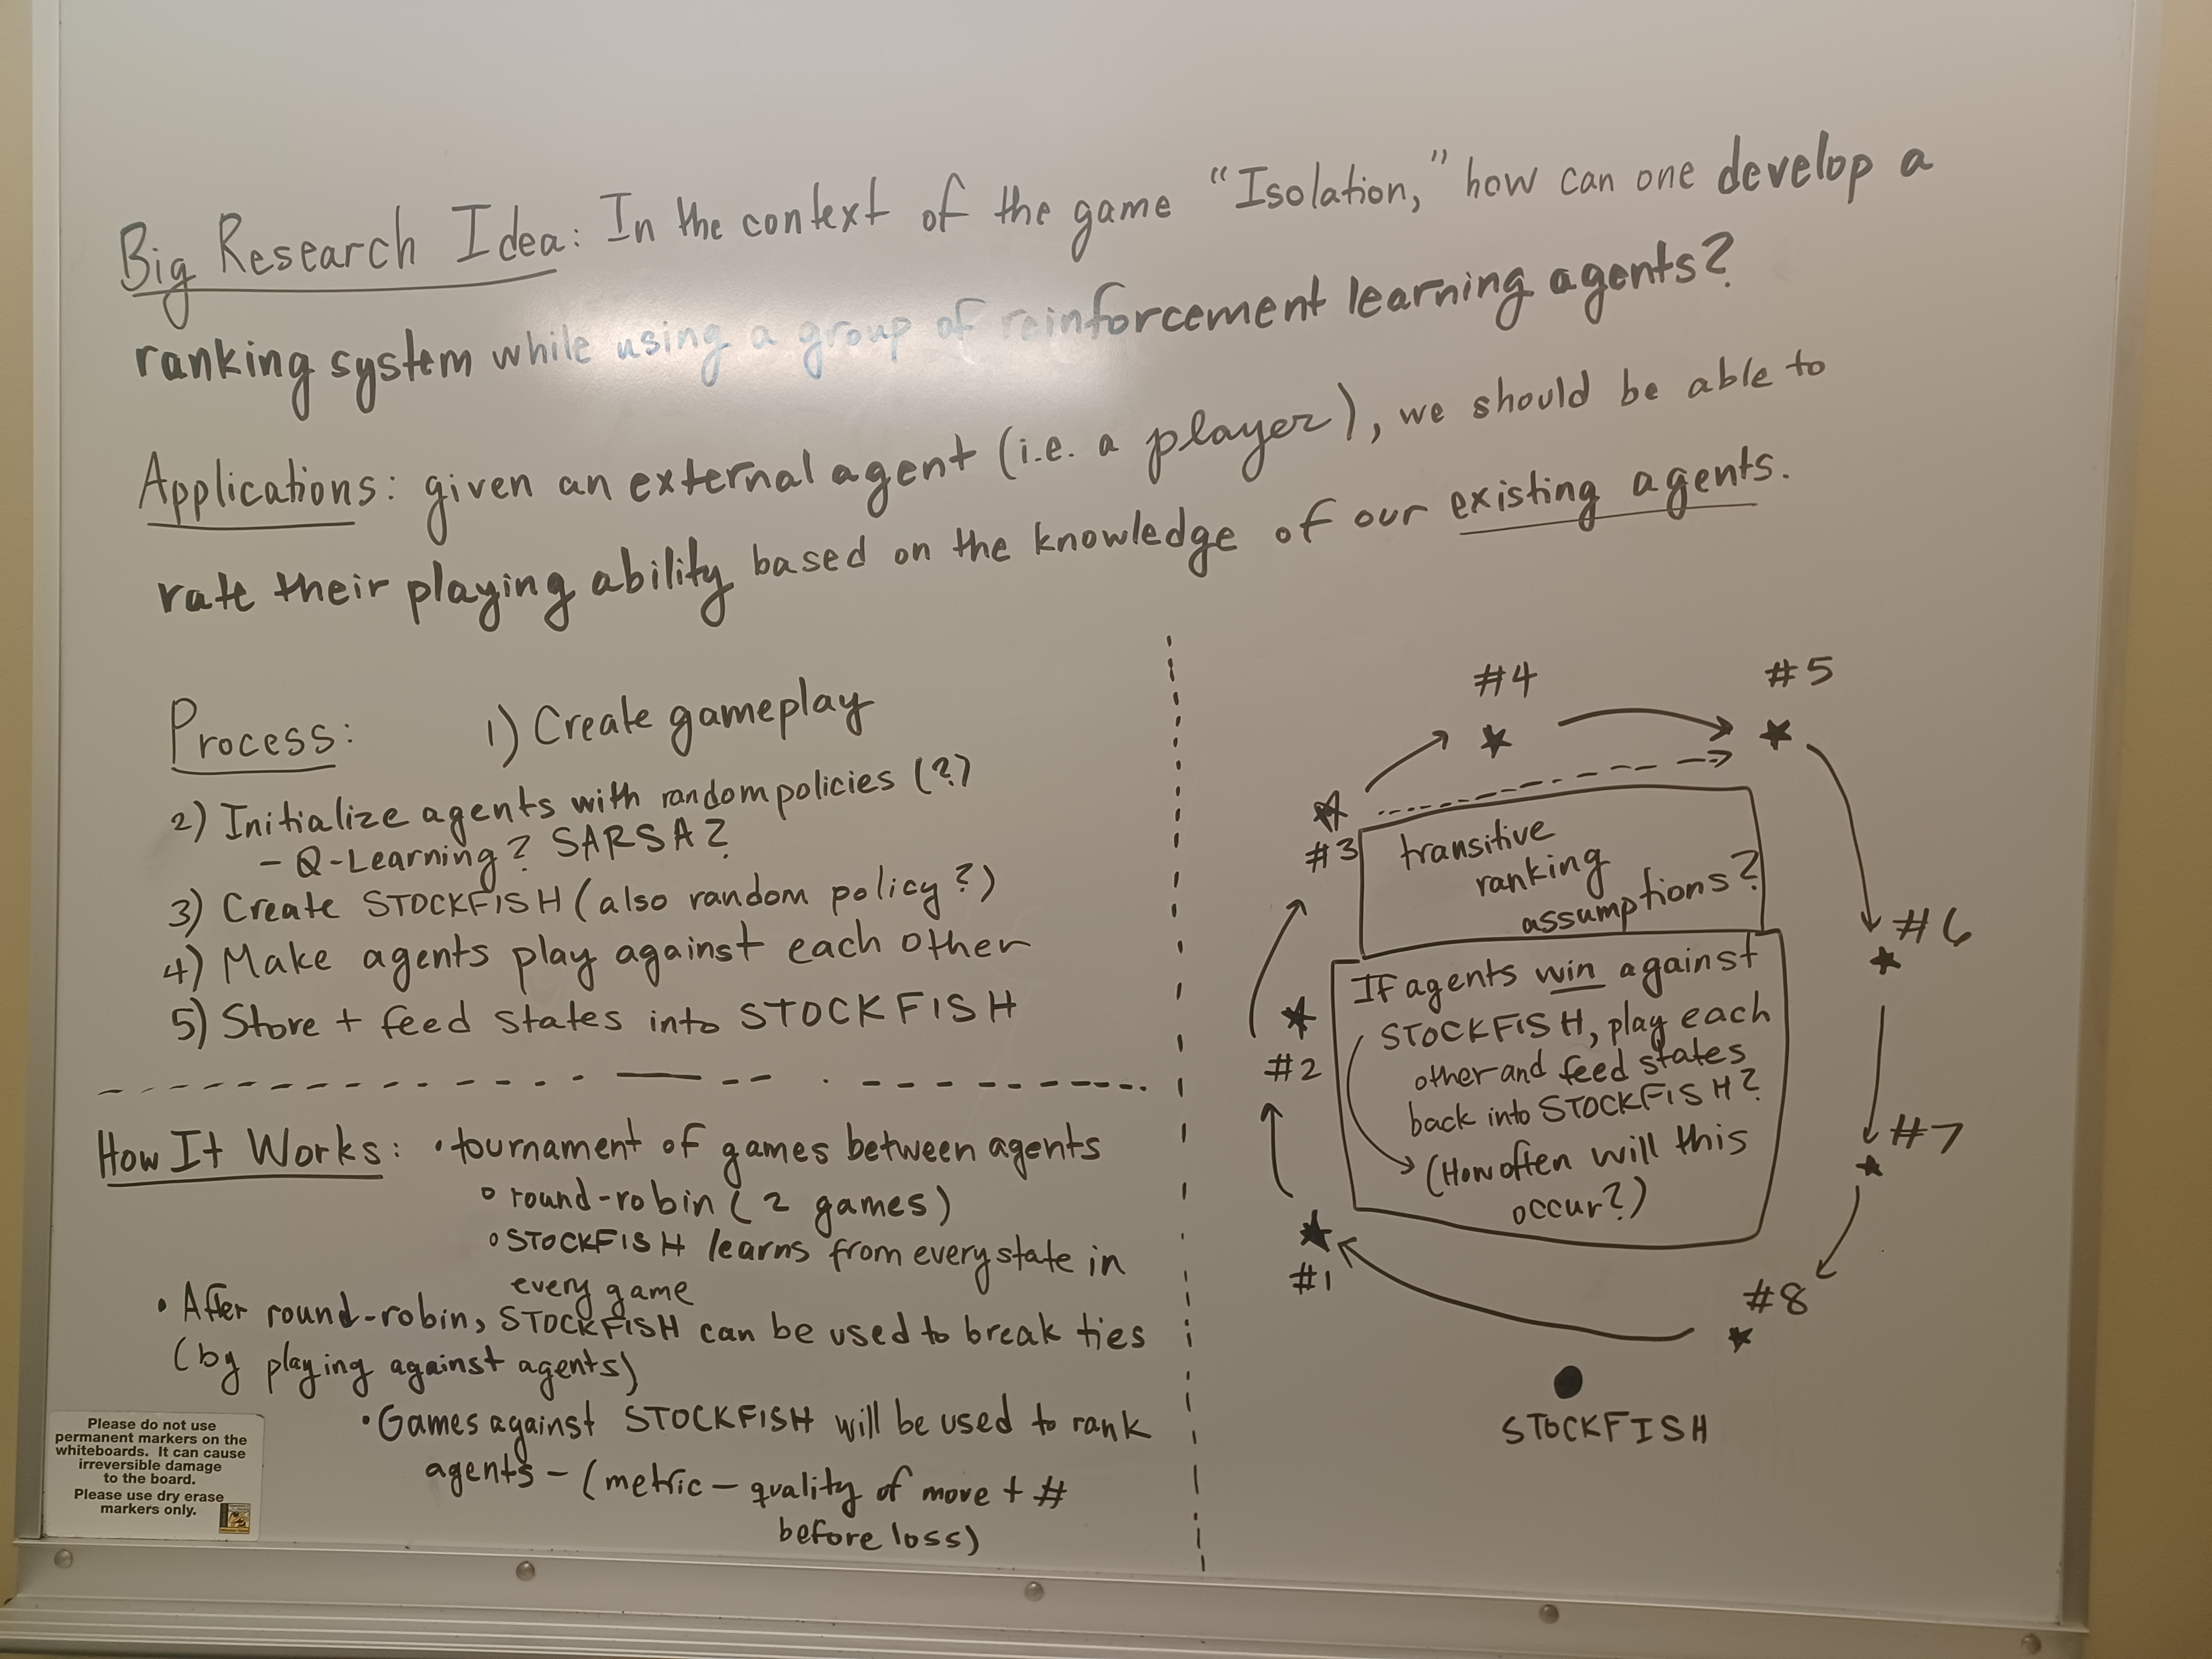 Big Research Idea: In the context of the game "Isolation," how can one develop a
ranking system while using a group of reinforcement learning agents?
Applications: given an external agent (i.e. a player), we should be able to
rate their playing ability based on the knowledge of our existing agents.
Process: 1) Create gameplay
2) Initialize agents with random policies (?)
- Q-Learning? SARSA?
3) Create STOCKFISH (also random policy?)
4) Make agents play against each other
5) Store + feed states into STOCKFISH
How It Works: • tournament of games between agents
° round-robin (2 games)
° STOCKFISH learns from every state in
every game
• After round-robin, STOCKFISH can be used to break ties
(by playing against agents)
• Games against STOCKFISH will be used to rank
agents - (metric - quality of move + #
before loss)
#4
#5
#3
transitive
ranking
assumptions?
#6
If agents win against
STOCKFISH, play each
other and feed states
back into STOCKFISH?
(How often will this
occur?)
#2
#7
#1
#8
STOCKFISH
Please do not use
permanent markers on the
whiteboards. It can cause
irreversible damage
to the board.
Please use dry erase
markers only.